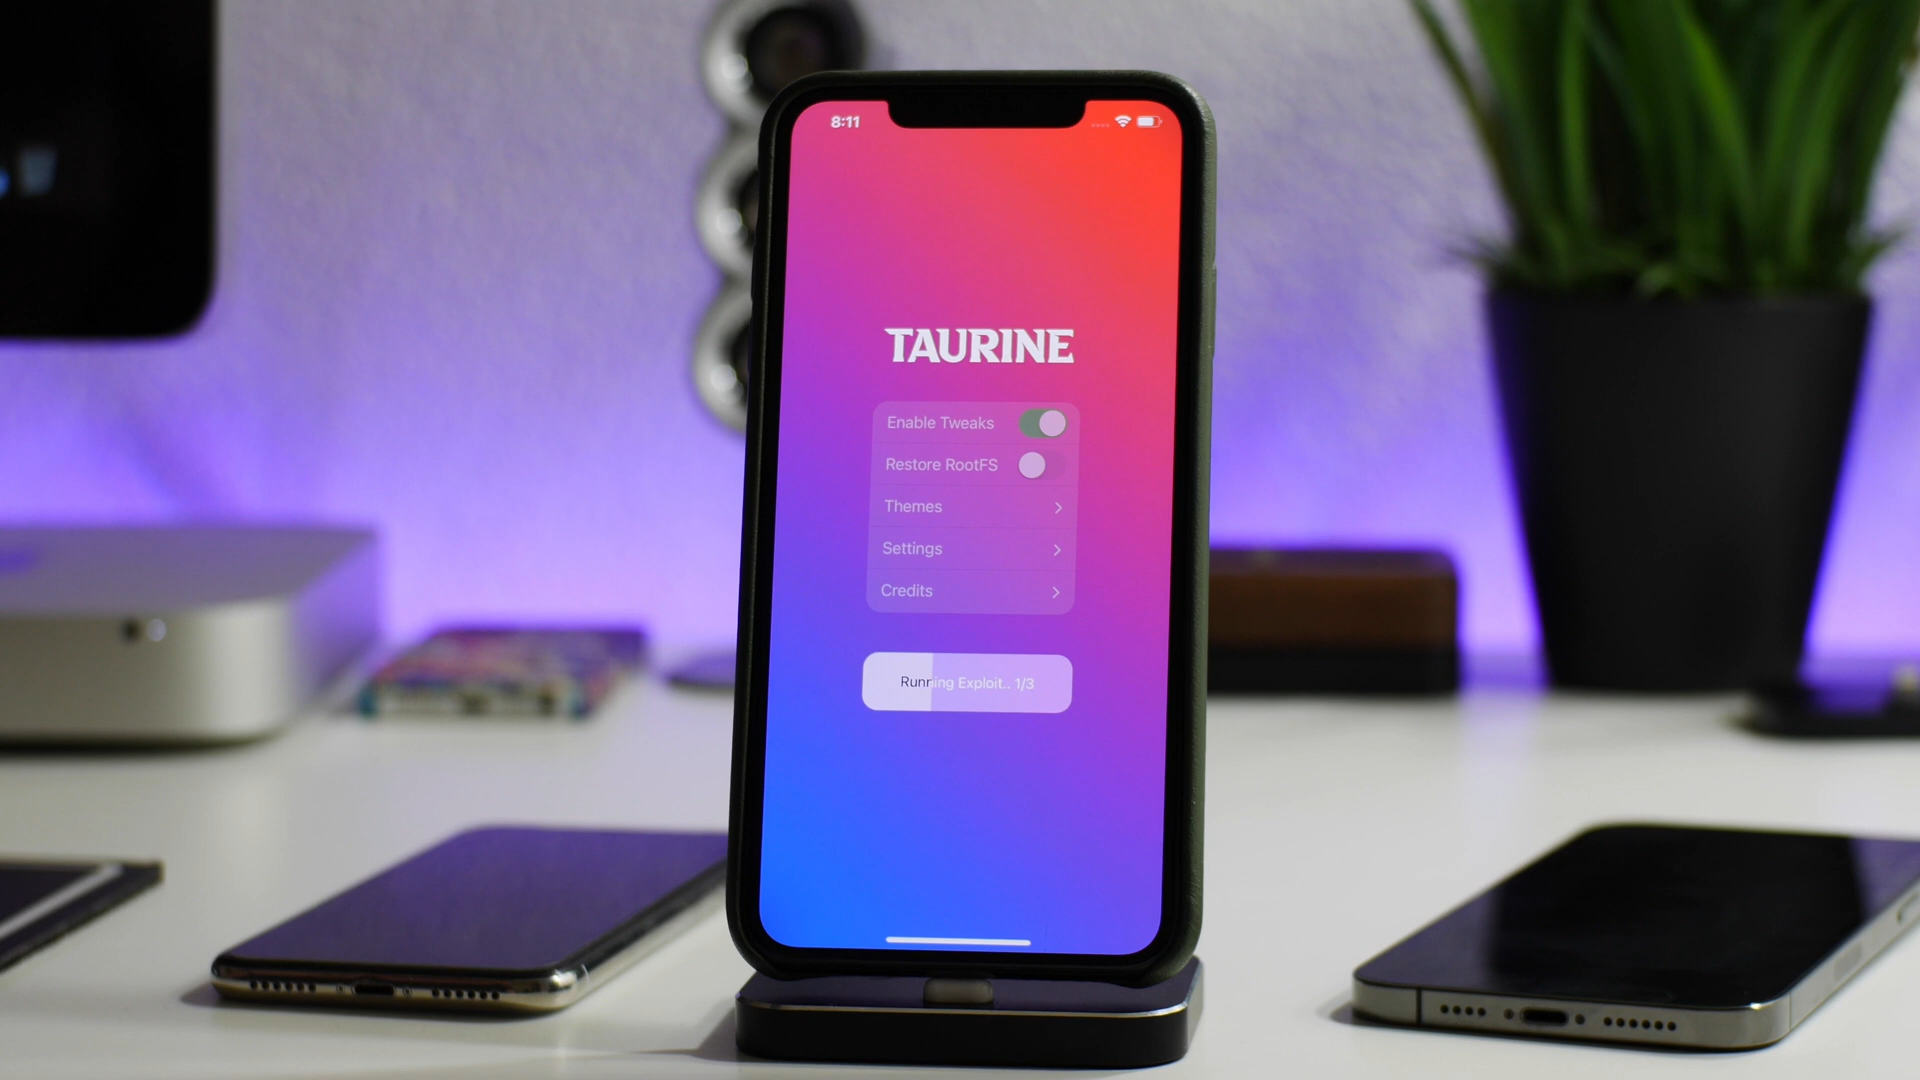 8:11
TAURINE
Enable Tweaks
Restore RootFS
Themes
Settings
Credits
Running Exploit.. 1/3